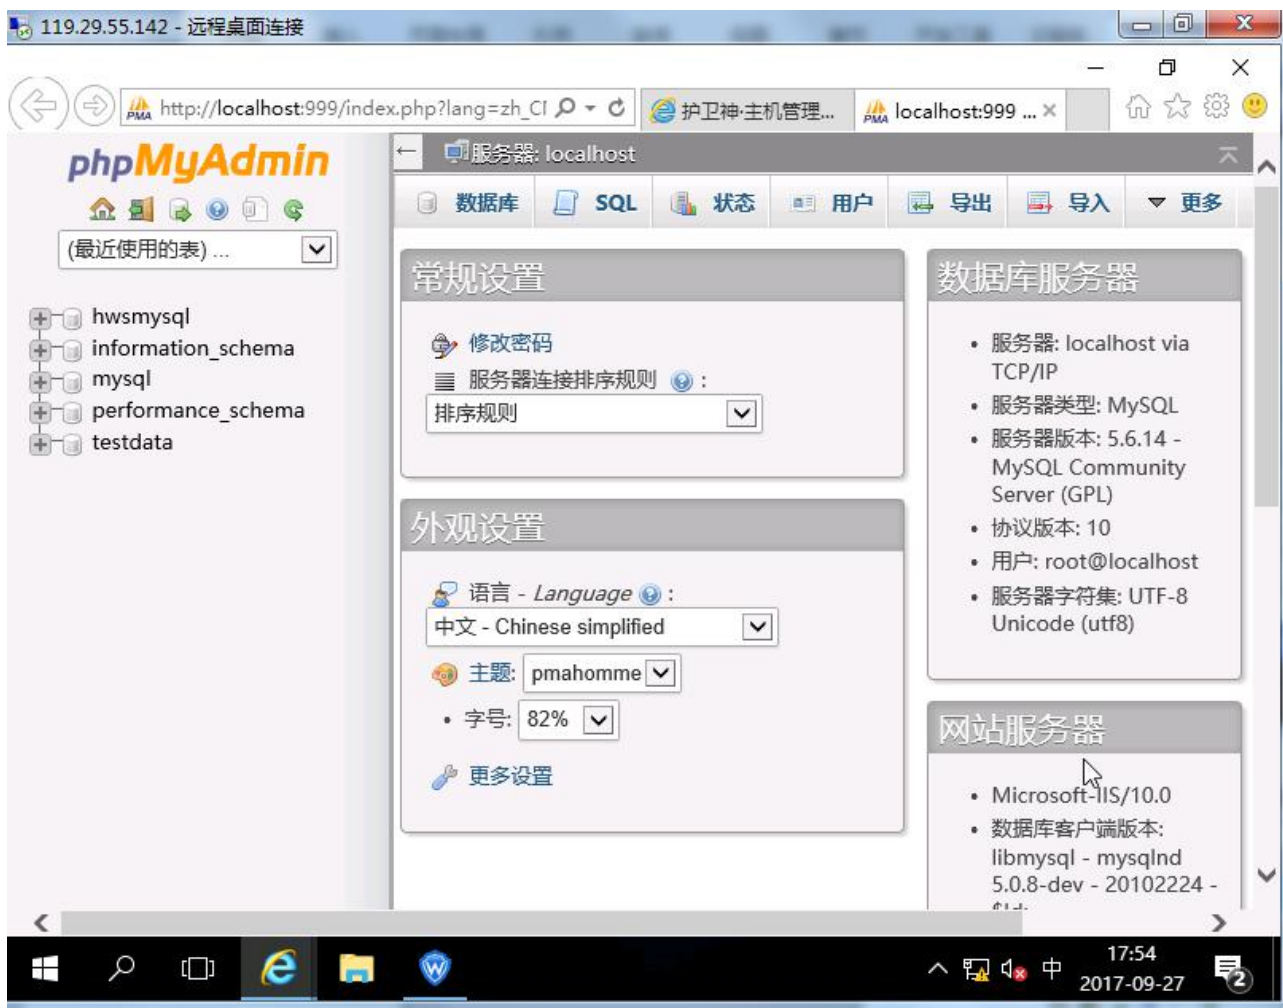 119.29.55.142 - 远程桌面连接
http://localhost:999/index.php?lang=zh_CI
护卫神·主机管理...
localhost:999 ...
phpMyAdmin
服务器: localhost
数据库 SQL 状态 用户 导出 导入 更多
(最近使用的表) ...
hwsmysql
information_schema
mysql
performance_schema
testdata
常规设置
修改密码
服务器连接排序规则 :
排序规则
外观设置
语言 - Language :
中文 - Chinese simplified
主题: pmahomme
字号: 82%
更多设置
数据库服务器
服务器: localhost via
TCP/IP
服务器类型: MySQL
服务器版本: 5.6.14 -
MySQL Community
Server (GPL)
协议版本: 10
用户: root@localhost
服务器字符集: UTF-8
Unicode (utf8)
网站服务器
Microsoft-IIS/10.0
数据库客户端版本:
libmysql - mysqlnd
5.0.8-dev - 20102224 -
中
17:54
2017-09-27
2